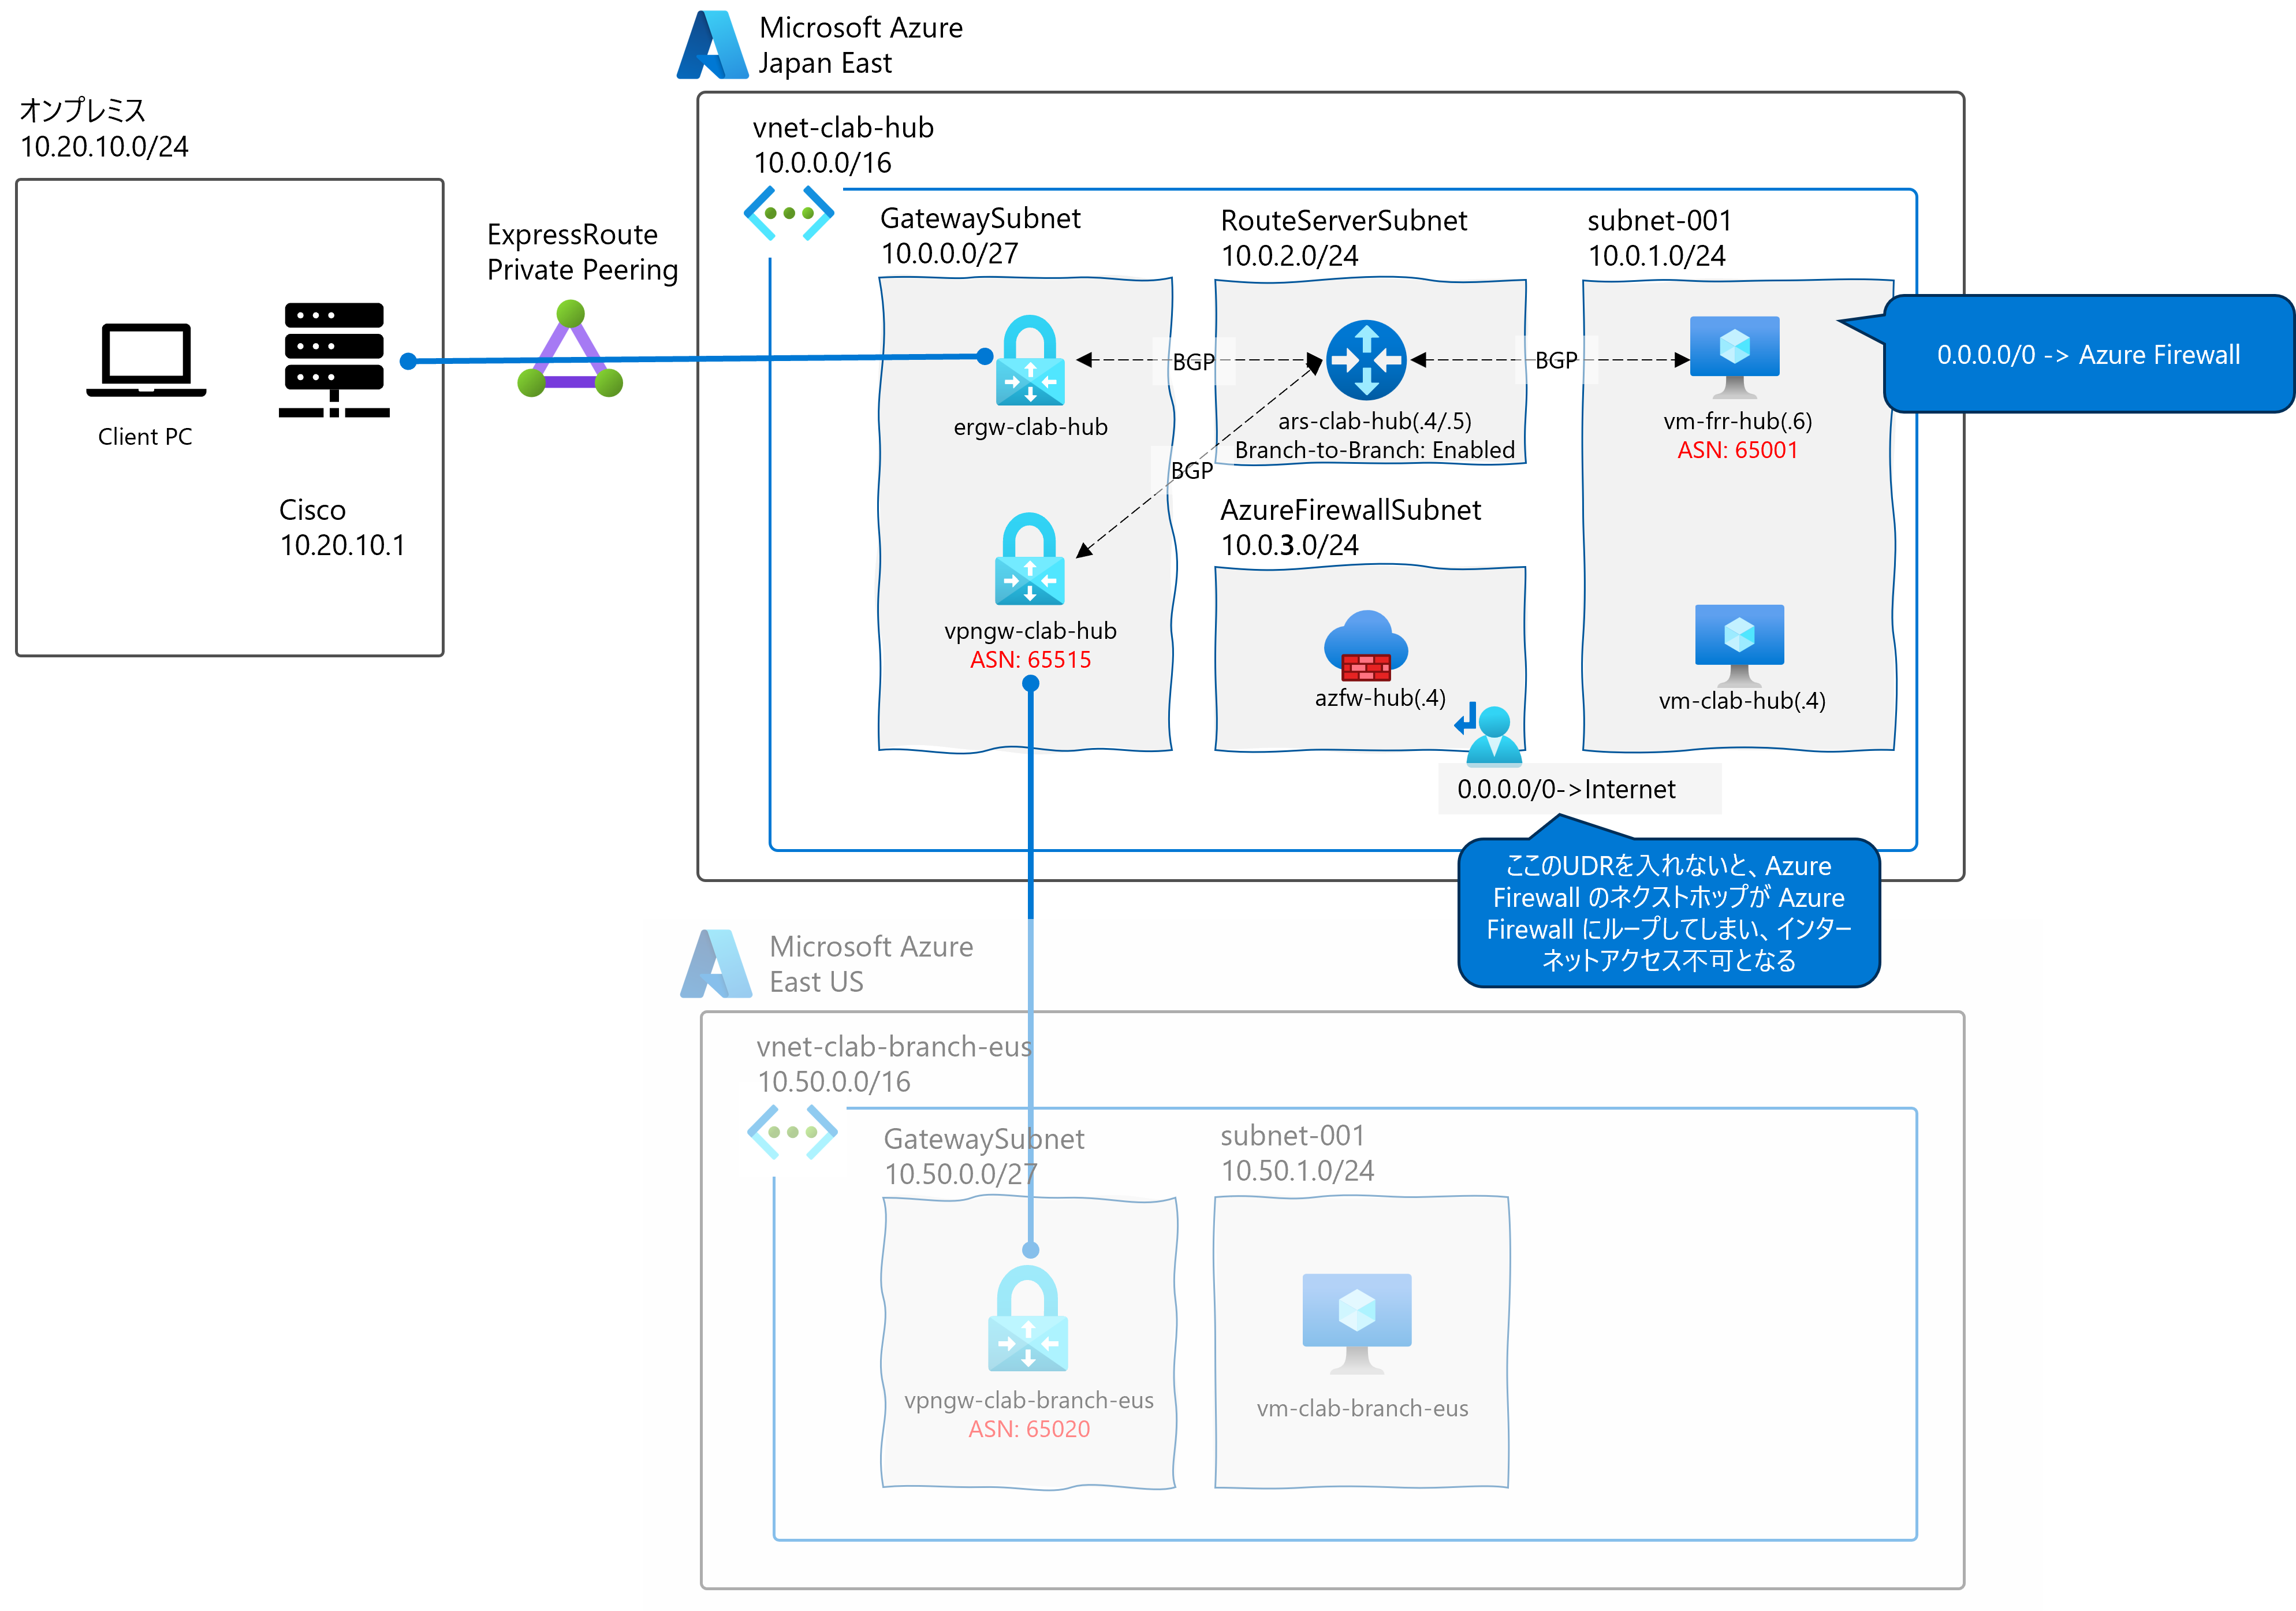 Microsoft Azure
Japan East
オンプレミス
10.20.10.0/24
vnet-clab-hub
10.0.0.0/16
ExpressRoute
Private Peering
GatewaySubnet
10.0.0.0/27
RouteServerSubnet
10.0.2.0/24
subnet-001
10.0.1.0/24
0.0.0.0/0 -> Azure Firewall
BGP
BGP
Client PC
ergw-clab-hub
ars-clab-hub(.4/.5)
Branch-to-Branch: Enabled
vm-frr-hub(.6)
ASN: 65001
BGP
Cisco
10.20.10.1
AzureFirewallSubnet
10.0.3.0/24
vpngw-clab-hub
ASN: 65515
azfw-hub(.4)
vm-clab-hub(.4)
0.0.0.0/0->Internet
ここのUDRを入れないと、Azure
Firewall のネクストホップが Azure
Firewall にループしてしまい、インター
ネットアクセス不可となる
Microsoft Azure
East US
vnet-clab-branch-eus
10.50.0.0/16
GatewaySubnet
10.50.0.0/27
subnet-001
10.50.1.0/24
vpngw-clab-branch-eus
ASN: 65020
vm-clab-branch-eus